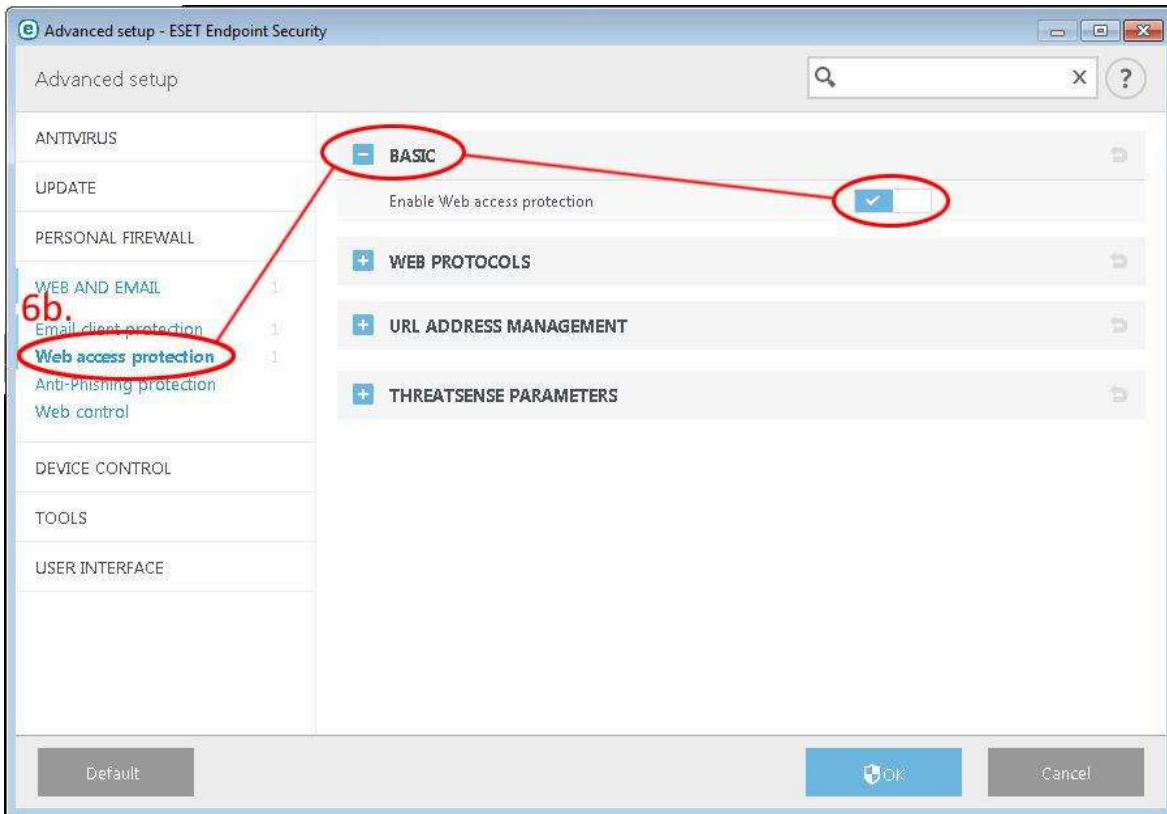 Advanced setup - ESET Endpoint Security
Advanced setup
?
ANTIVIRUS
UPDATE
PERSONAL FIREWALL
WEB AND EMAIL 1
6b.
Email client protection 1
Web access protection 1
Anti-Phishing protection
Web control
DEVICE CONTROL
TOOLS
USER INTERFACE
BASIC
Enable Web access protection
WEB PROTOCOLS
URL ADDRESS MANAGEMENT
THREATSENSE PARAMETERS
Default
OK
Cancel